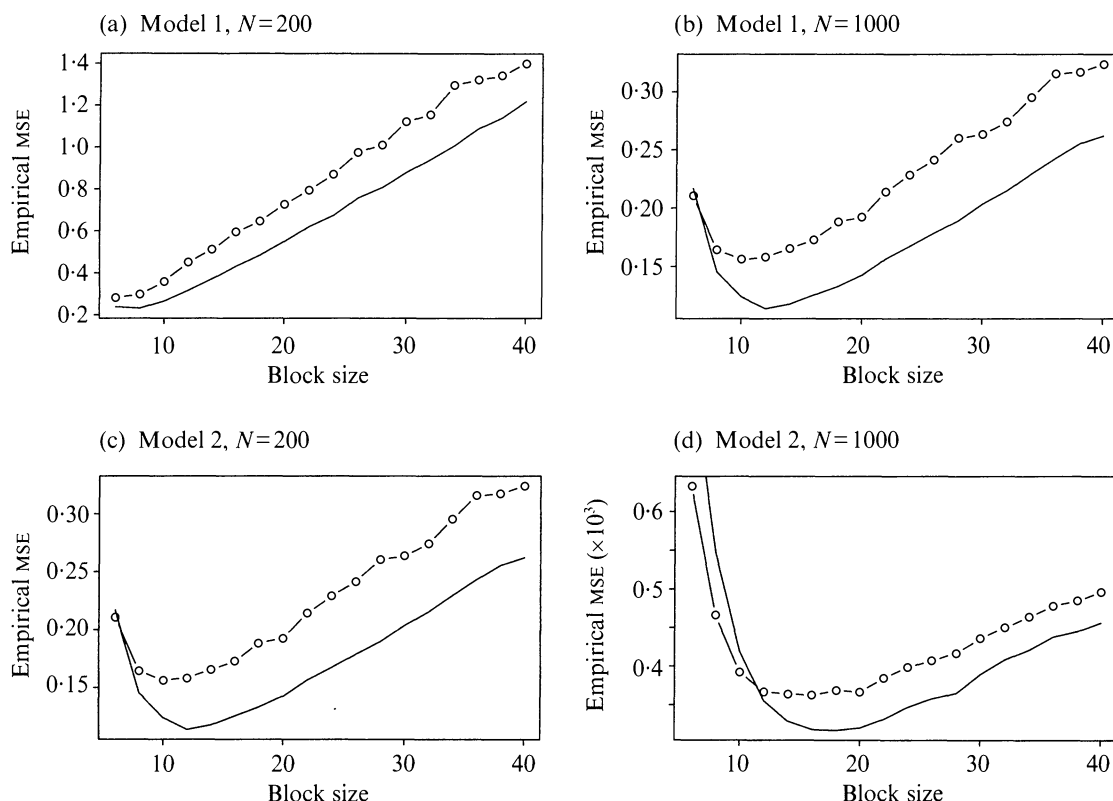 (a) Model 1, N=200
(b) Model 1, N=1000
1·4
1·2
1·0
0·8
0·6
0·4
0·2
Empirical MSE
10
20
30
40
Block size
0·30
0·25
0·20
0·15
Empirical MSE
10
20
30
40
Block size
(c) Model 2, N=200
(d) Model 2, N=1000
0·30
0·25
0·20
0·15
Empirical MSE
10
20
30
40
Block size
0·6
0·5
0·4
Empirical MSE (×10³)
10
20
30
40
Block size